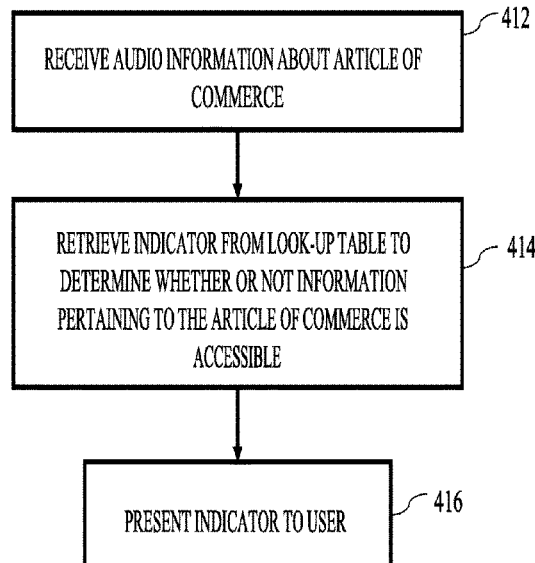 412
RECEIVE AUDIO INFORMATION ABOUT ARTICLE OF
COMMERCE
RETRIEVE INDICATOR FROM LOOK-UP TABLE TO
DETERMINE WHETHER OR NOT INFORMATION
PERTAINING TO THE ARTICLE OF COMMERCE IS
ACCESSIBLE
414
PRESENT INDICATOR TO USER
416